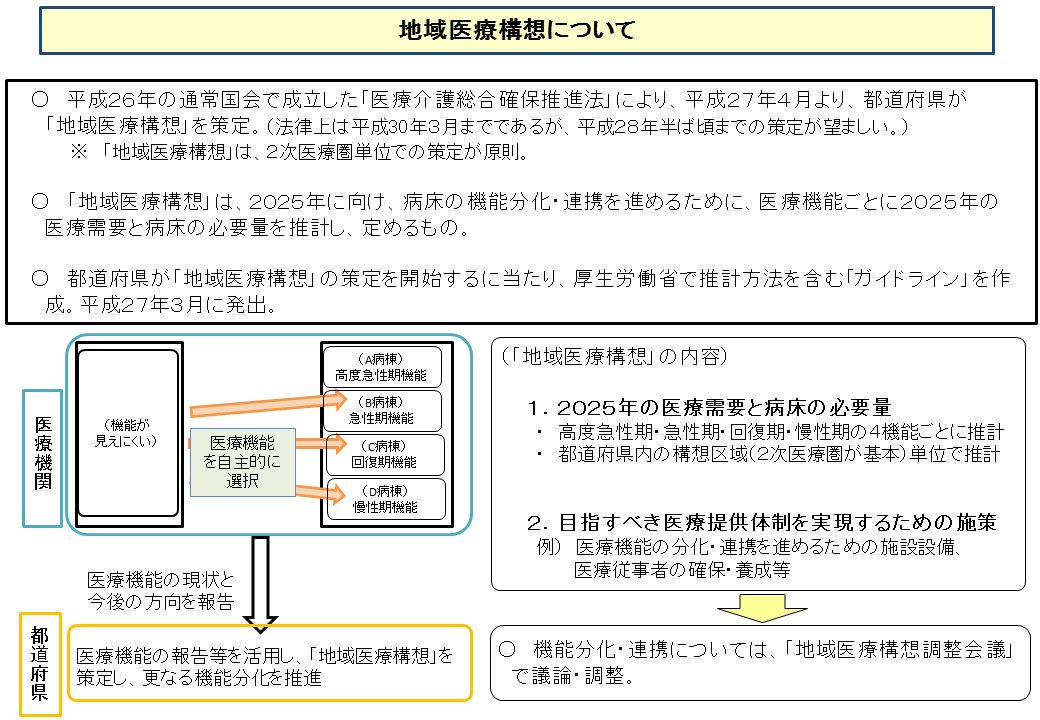 地域医療構想について
○　平成２６年の通常国会で成立した「医療介護総合確保推進法」により、平成２７年４月より、都道府県が
「地域医療構想」を策定。（法律上は平成30年３月までであるが、平成28年半ば頃までの策定が望ましい。）
※　「地域医療構想」は、２次医療圏単位での策定が原則。
○　「地域医療構想」は、２０２５年に向け、病床の機能分化・連携を進めるために、医療機能ごとに２０２５年の
医療需要と病床の必要量を推計し、定めるもの。
○　都道府県が「地域医療構想」の策定を開始するに当たり、厚生労働省で推計方法を含む「ガイドライン」を作
成。平成２７年３月に発出。
医療機関
（機能が
見えにくい）
医療機能
を自主的に
選択
（A病棟）
高度急性期機能
（B病棟）
急性期機能
（C病棟）
回復期機能
（D病棟）
慢性期機能
医療機能の現状と
今後の方向を報告
都道府県
医療機能の報告等を活用し、「地域医療構想」を
策定し、更なる機能分化を推進
（「地域医療構想」の内容）
１．２０２５年の医療需要と病床の必要量
・　高度急性期・急性期・回復期・慢性期の４機能ごとに推計
・　都道府県内の構想区域（２次医療圏が基本）単位で推計
２．目指すべき医療提供体制を実現するための施策
例）　医療機能の分化・連携を進めるための施設設備、
医療従事者の確保・養成等
○　機能分化・連携については、「地域医療構想調整会議」
で議論・調整。